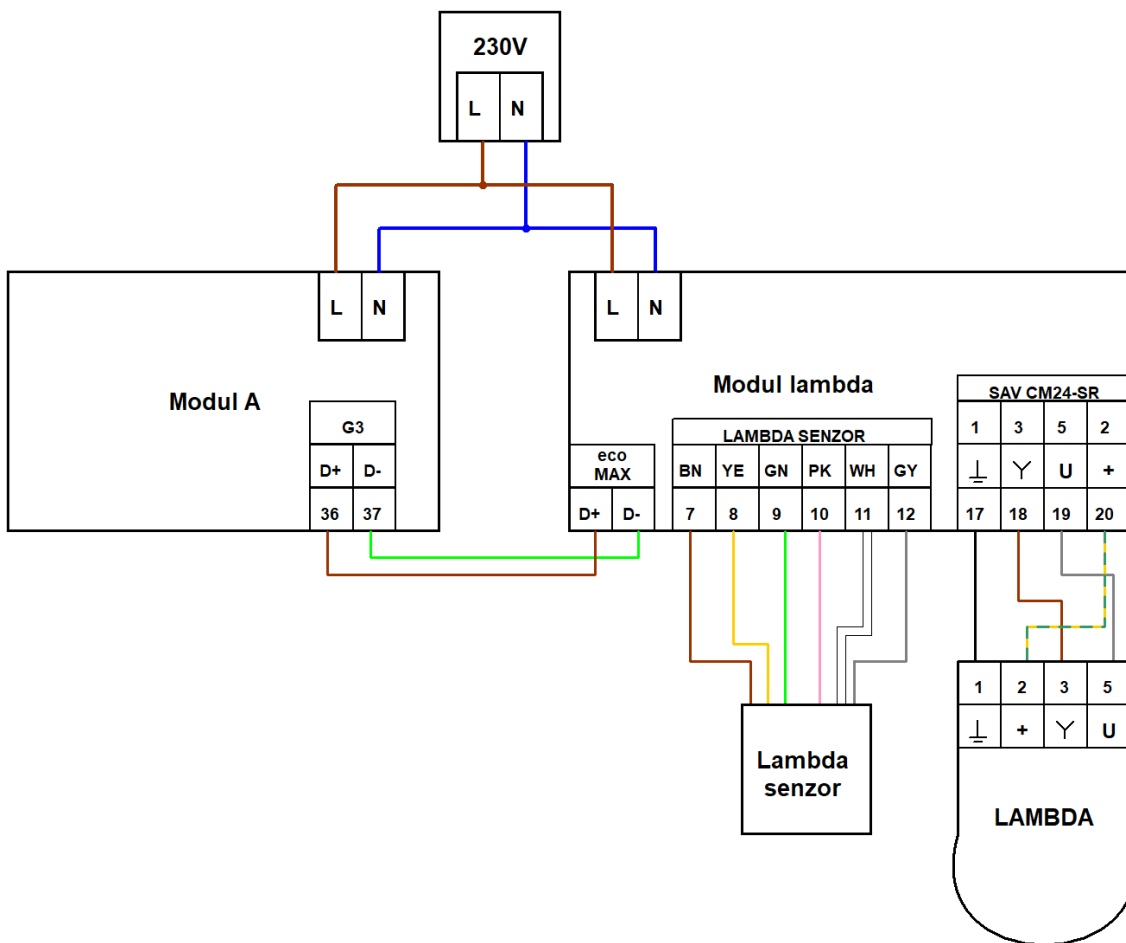 230V
L N
L N
L N
Modul A
Modul lambda
SAV CM24-SR
G3
1 3 5 2
LAMBDA SENZOR
eco
MAX
D+ D-
BN YE GN PK WH GY
U +
36 37
D+ D-
7 8 9 10 11 12
17 18 19 20
1 2 3 5
+ U
Lambda
senzor
LAMBDA